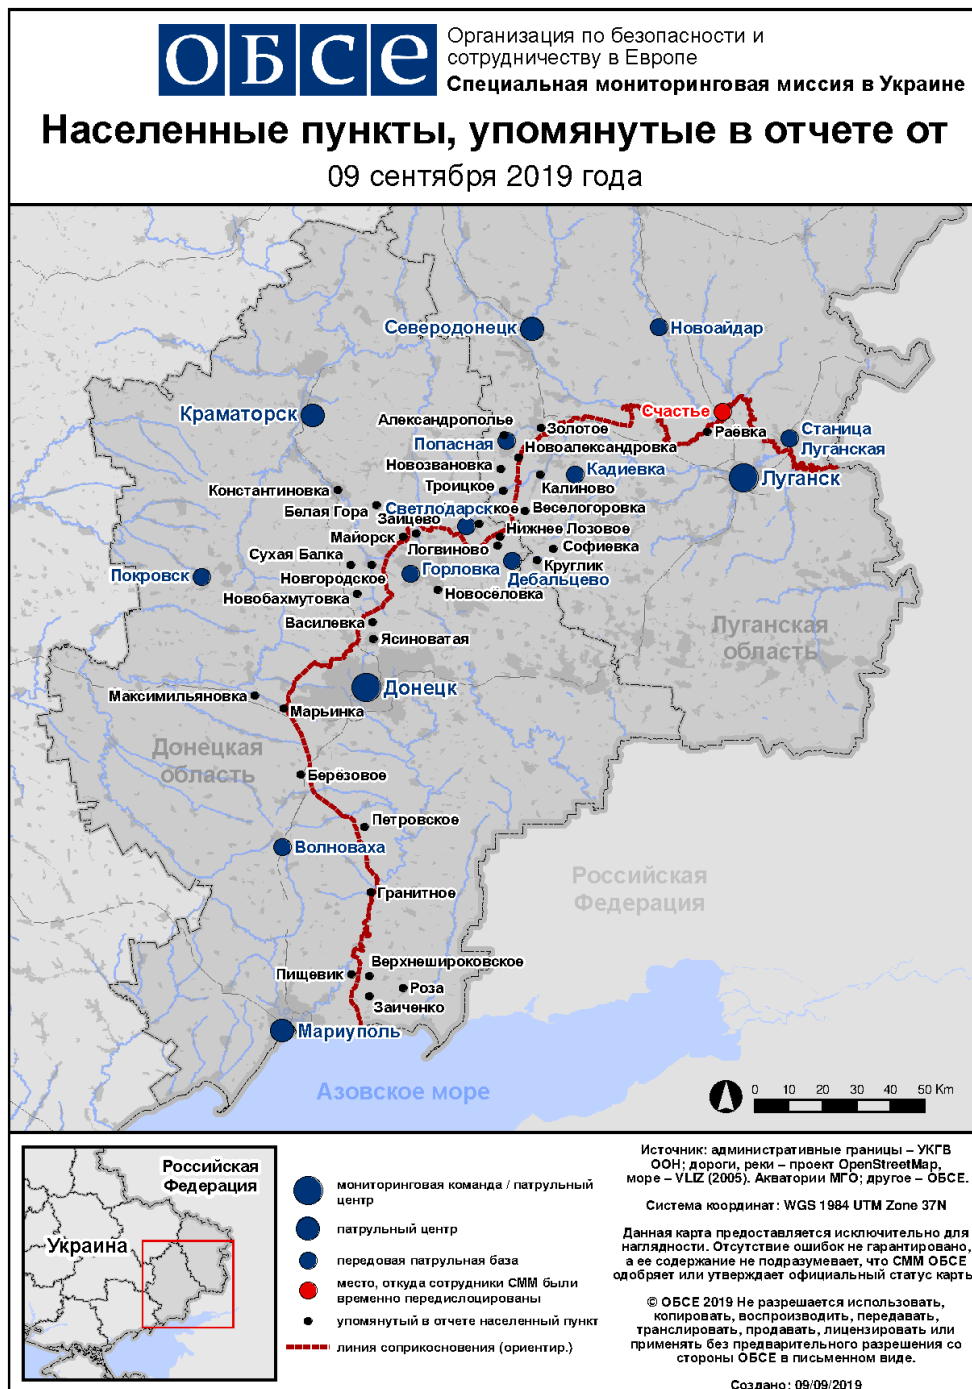 ОБСЕ
Организация по безопасности и
сотрудничеству в Европе
Специальная мониторинговая миссия в Украине
Населенные пункты, упомянутые в отчете от
09 сентября 2019 года
Северодонецк
Новоайдар
Краматорск
Счастье
Александрополье
Золотое
Раёвка
Станица
Луганская
Попасная
Новоалександровка
Новозвановка
Кадиевка
Луганск
Троицкое
Калиново
Константиновка
Белая Гора
Светлодарск
кое
Веселогоровка
Зайцево
Майорск
Нижнее Лозовое
Логвиново
Софиевка
Сухая Балка
Круглик
Покровск
Новгородское
Горловка
Дебальцево
Новобахмутовка
Новосёловка
Василевка
Ясиноватая
Луганская
область
Донецк
Максимильяновка
Марьинка
Донецкая
область
Берёзовое
Петровское
Волноваха
Российская
Федерация
Гранитное
Верхнешироковское
Пищевик
Роза
Заиченко
Мариуполь
Азовское море
0 10 20 30 40 50 Km
Российская
Федерация
Украина
мониторинговая команда / патрульный
центр
патрульный центр
передовая патрульная база
место, откуда сотрудники СММ были
временно передислоцированы
упомянутый в отчете населенный пункт
линия соприкосновения (ориентир.)
Источник: административные границы – УКГВ
ООН; дороги, реки – проект OpenStreetMap,
море – VLIZ (2005). Акватории МГО; другое – ОБСЕ.
Система координат: WGS 1984 UTM Zone 37N
Данная карта предоставляется исключительно для
наглядности. Отсутствие ошибок не гарантировано,
а ее содержание не подразумевает, что СММ ОБСЕ
одобряет или утверждает официальный статус карты
© ОБСЕ 2019 Не разрешается использовать,
копировать, воспроизводить, передавать,
транслировать, продавать, лицензировать или
применять без предварительного разрешения со
стороны ОБСЕ в письменном виде.
Создано: 09/09/2019